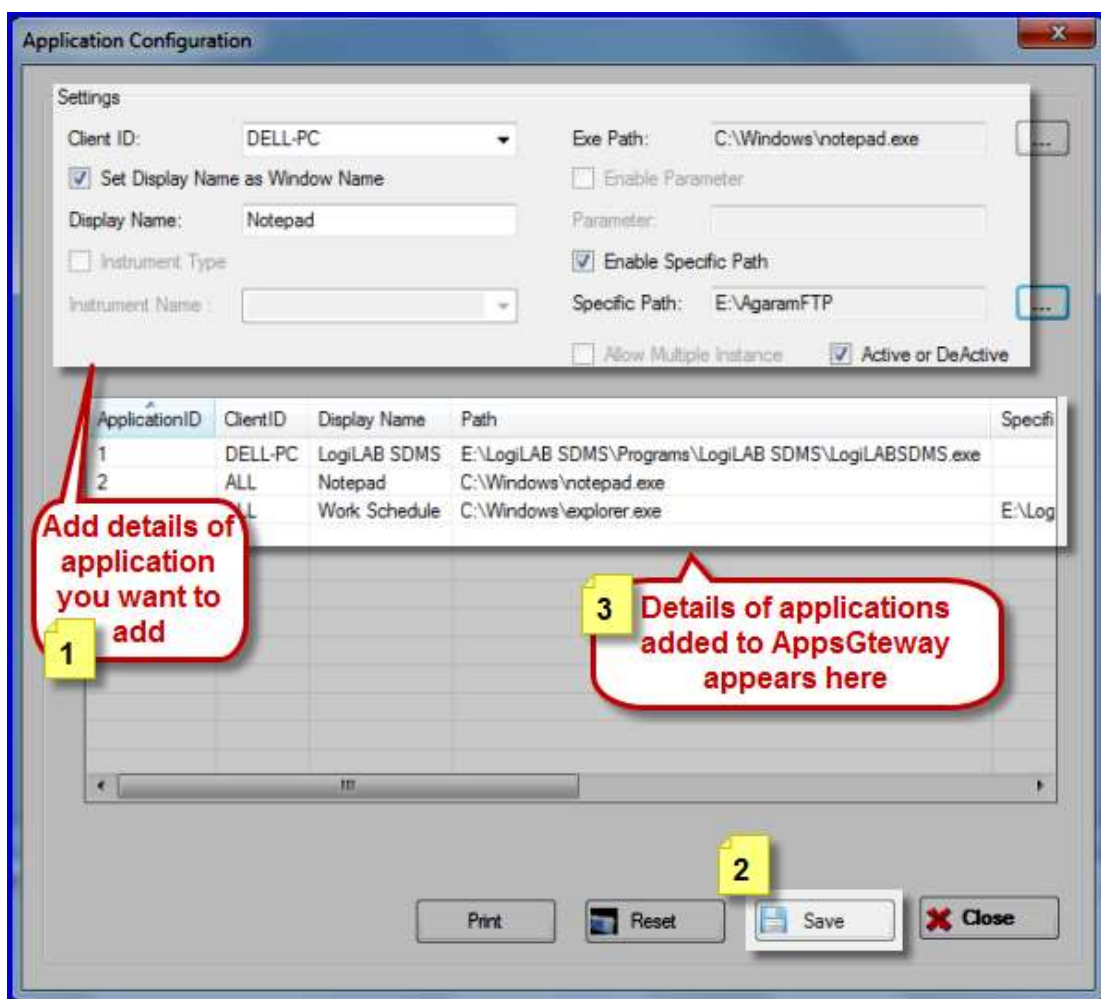 Application Configuration
x
Settings
Client ID: DELL-PC Exe Path: C:\Windows\notepad.exe ...
Set Display Name as Window Name Enable Parameter
Display Name: Notepad Parameter:
Instrument Type Enable Specific Path
Instrument Name : Specific Path: E:\AgaramFTP ...
Allow Multiple Instance Active or DeActive
ApplicationID ClientID Display Name Path Specifi
1 DELL-PC LogiLAB SDMS E:\LogiLAB SDMS\Programs\LogiLAB SDMS\LogiLABSDMS.exe
2 ALL Notepad C:\Windows\notepad.exe
LL Work Schedule C:\Windows\explorer.exe E:\Log
Add details of
application
you want to
add
1
3
Details of applications
added to AppsGteway
appears here
2
Print Reset Save Close